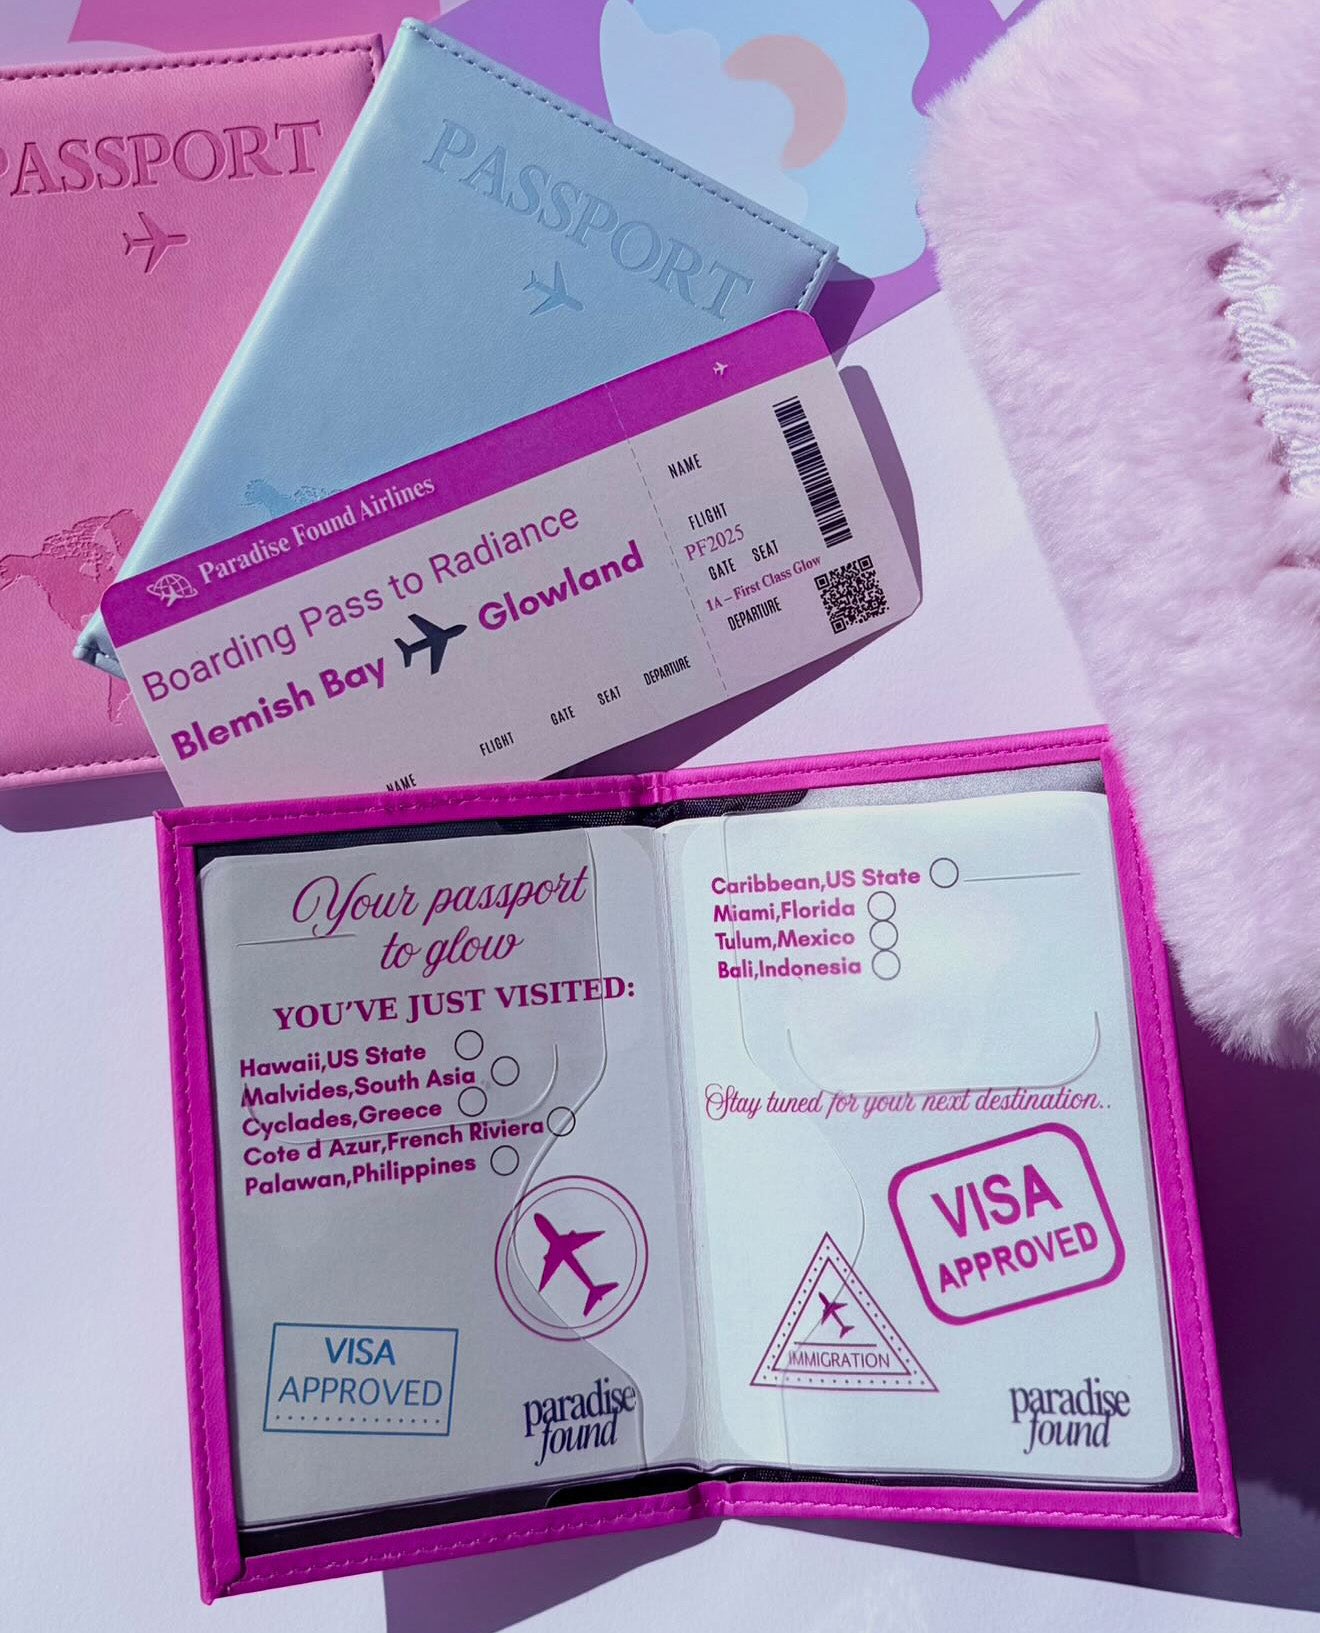 PASSPORT
PASSPORT
Paradise Found Airlines
Boarding Pass to Radiance
Blemish Bay Glowland
NAME
FLIGHT
GATE
SEAT
DEPARTURE
NAME
FLIGHT
PF2025
GATE SEAT
1A – First Class Glow
DEPARTURE
Your passport
to glow
YOU'VE JUST VISITED:
Hawaii,US State
Malvides,South Asia
Cyclades,Greece
Cote d Azur,French Riviera
Palawan,Philippines
VISA
APPROVED
paradise
found
Caribbean,US State
Miami,Florida
Tulum,Mexico
Bali,Indonesia
Stay tuned for your next destination..
VISA
APPROVED
IMMIGRATION
paradise
found